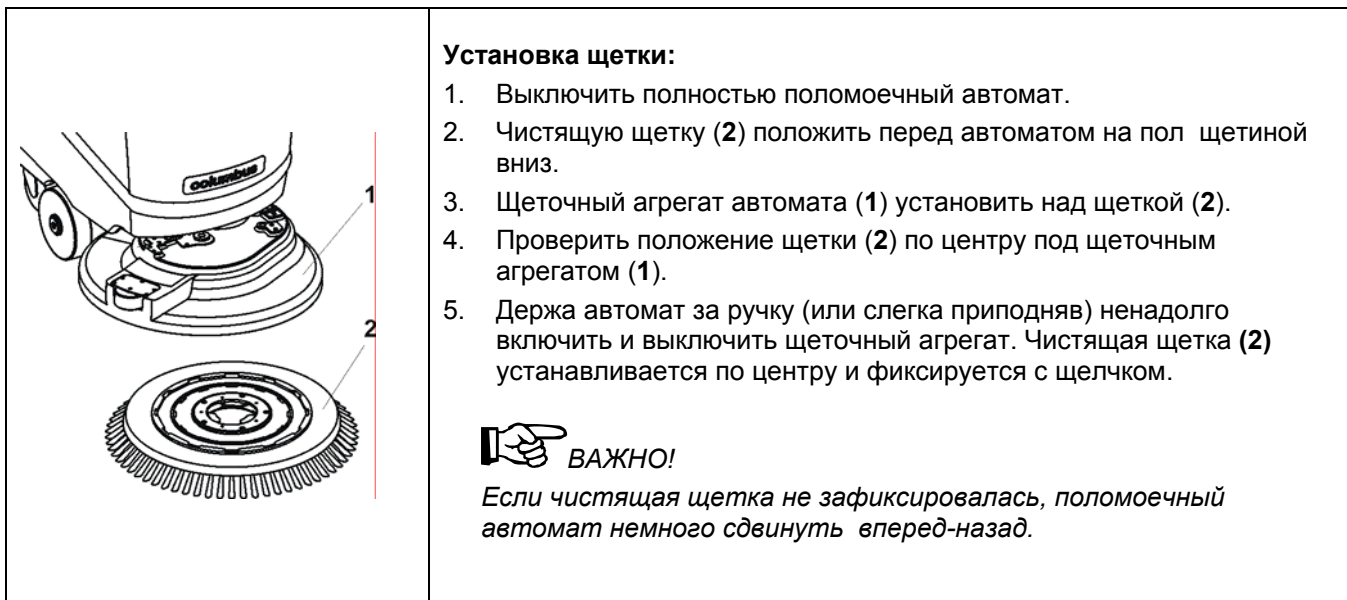 columbus
1
2
Установка щетки:
1. Выключить полностью поломоечный автомат.
2. Чистящую щетку (2) положить перед автоматом на пол щетиной
вниз.
3. Щеточный агрегат автомата (1) установить над щеткой (2).
4. Проверить положение щетки (2) по центру под щеточным
агрегатом (1).
5. Держа автомат за ручку (или слегка приподняв) ненадолго
включить и выключить щеточный агрегат. Чистящая щетка (2)
устанавливается по центру и фиксируется с щелчком.
ВАЖНО!
Если чистящая щетка не зафиксировалась, поломоечный
автомат немного сдвинуть вперед-назад.